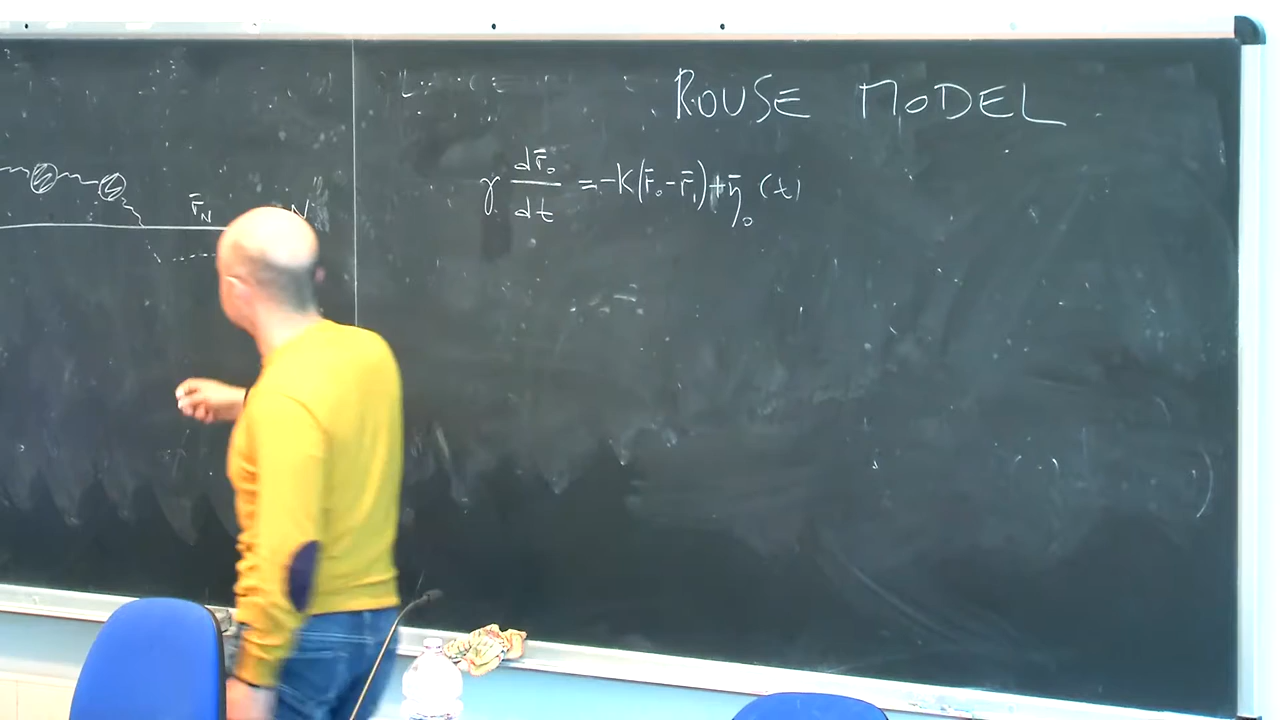 ROUSE MODEL
γ dr̄₀/dt = -K(r̄₀ - r̄₁) + η̄₀(t)
r̄_N N